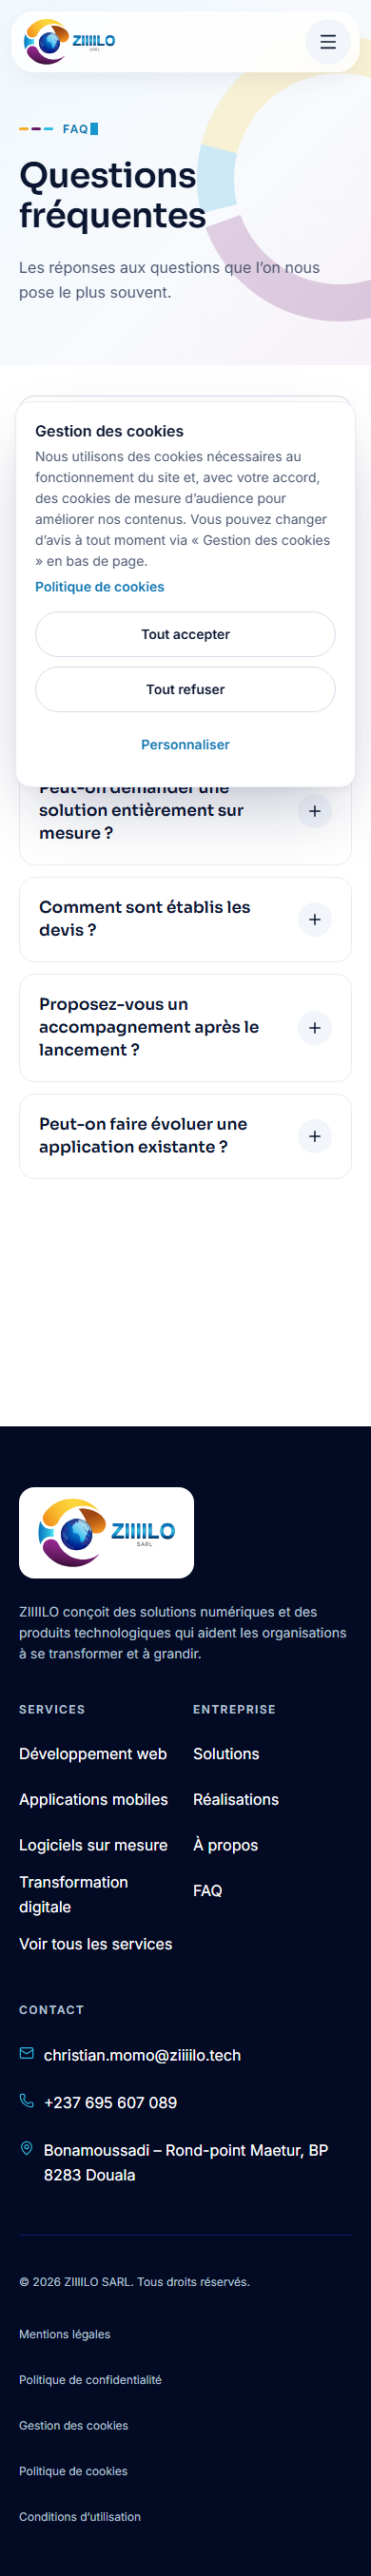 ZIIIILO
SARL
FAQ
Questions
fréquentes
Les réponses aux questions que l’on nous
pose le plus souvent.
Gestion des cookies
Nous utilisons des cookies nécessaires au
fonctionnement du site et, avec votre accord,
des cookies de mesure d’audience pour
améliorer nos contenus. Vous pouvez changer
d’avis à tout moment via « Gestion des cookies
» en bas de page.
Politique de cookies
Tout accepter
Tout refuser
Personnaliser
Peut-on demander une
solution entièrement sur
mesure ?
Comment sont établis les
devis ?
Proposez-vous un
accompagnement après le
lancement ?
Peut-on faire évoluer une
application existante ?
ZIIIILO
SARL
ZIIIILO conçoit des solutions numériques et des
produits technologiques qui aident les organisations
à se transformer et à grandir.
SERVICES
Développement web
Applications mobiles
Logiciels sur mesure
Transformation
digitale
Voir tous les services
ENTREPRISE
Solutions
Réalisations
À propos
FAQ
CONTACT
christian.momo@ziiiilo.tech
+237 695 607 089
Bonamoussadi – Rond-point Maetur, BP
8283 Douala
© 2026 ZIIIILO SARL. Tous droits réservés.
Mentions légales
Politique de confidentialité
Gestion des cookies
Politique de cookies
Conditions d’utilisation